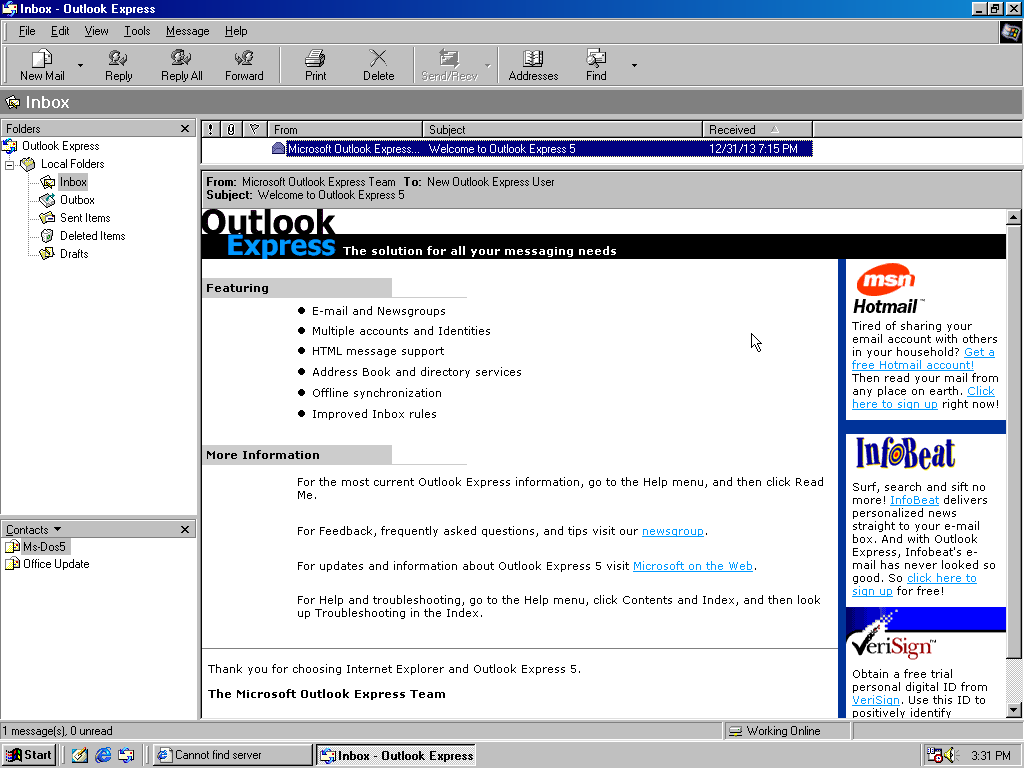 Inbox - Outlook Express
File Edit View Tools Message Help
New Mail Reply Reply All Forward Print Delete Send/Recv Addresses Find
Inbox
Folders
Outlook Express
Local Folders
Inbox
Outbox
Sent Items
Deleted Items
Drafts
Contacts
Ms-Dos5
Office Update
! From Subject Received
Microsoft Outlook Express... Welcome to Outlook Express 5 12/31/13 7:15 PM
From: Microsoft Outlook Express Team To: New Outlook Express User
Subject: Welcome to Outlook Express 5
Outlook
Express The solution for all your messaging needs
Featuring
• E-mail and Newsgroups
• Multiple accounts and Identities
• HTML message support
• Address Book and directory services
• Offline synchronization
• Improved Inbox rules
More Information
For the most current Outlook Express information, go to the Help menu, and then click Read
Me.
For Feedback, frequently asked questions, and tips visit our newsgroup.
For updates and information about Outlook Express 5 visit Microsoft on the Web.
For Help and troubleshooting, go to the Help menu, click Contents and Index, and then look
up Troubleshooting in the Index.
Thank you for choosing Internet Explorer and Outlook Express 5.
The Microsoft Outlook Express Team
msn
Hotmail™
Tired of sharing your
email account with others
in your household? Get a
free Hotmail account!
Then read your mail from
any place on earth. Click
here to sign up right now!
InfoBeat
Surf, search and sift no
more! InfoBeat delivers
personalized news
straight to your e-mail
box. And with Outlook
Express, Infobeat's e-
mail has never looked so
good. So click here to
sign up for free!
VeriSign™
Obtain a free trial
personal digital ID from
VeriSign. Use this ID to
positively identify
1 message(s), 0 unread
Working Online
Start
Cannot find server
Inbox - Outlook Express
3:31 PM